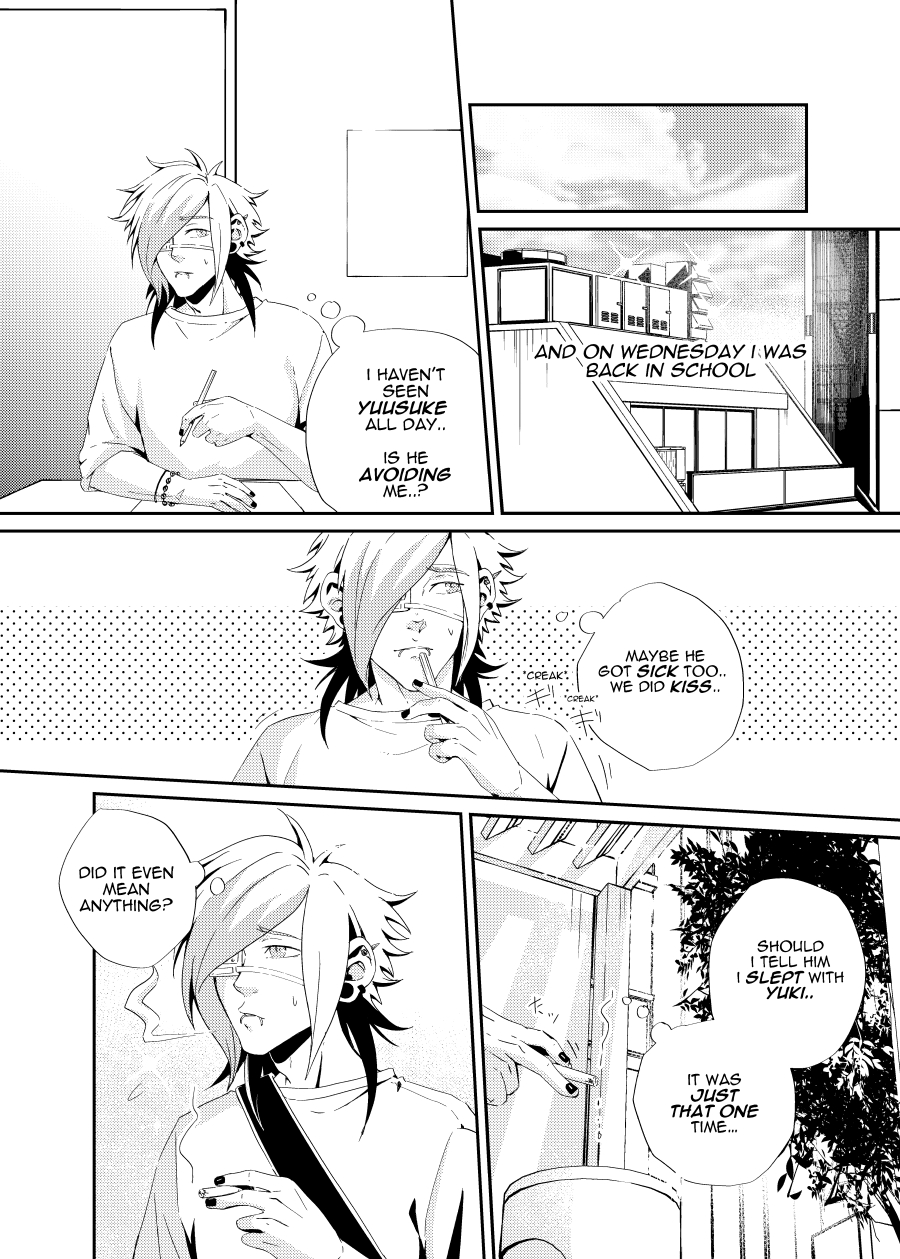 AND ON WEDNESDAY I WAS
BACK IN SCHOOL
I HAVEN'T
SEEN
YUUSUKE
ALL DAY..
IS HE
AVOIDING
ME..?
MAYBE HE
GOT SICK TOO..
WE DID KISS..
*CREAK*
キﾞ
*CREAK*
キﾞ
SHOULD
I TELL HIM
I SLEPT WITH
YUKI..
IT WAS
JUST
THAT ONE
TIME...
DID IT EVEN
MEAN
ANYTHING?